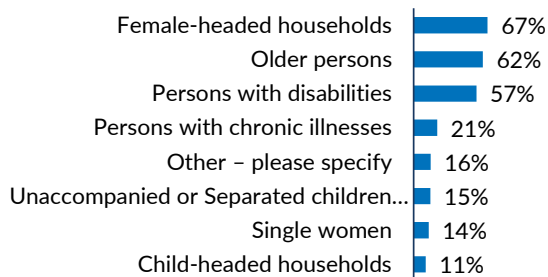 Female-headed households 67%
Older persons 62%
Persons with disabilities 57%
Persons with chronic illnesses 21%
Other – please specify 16%
Unaccompanied or Separated children... 15%
Single women 14%
Child-headed households 11%